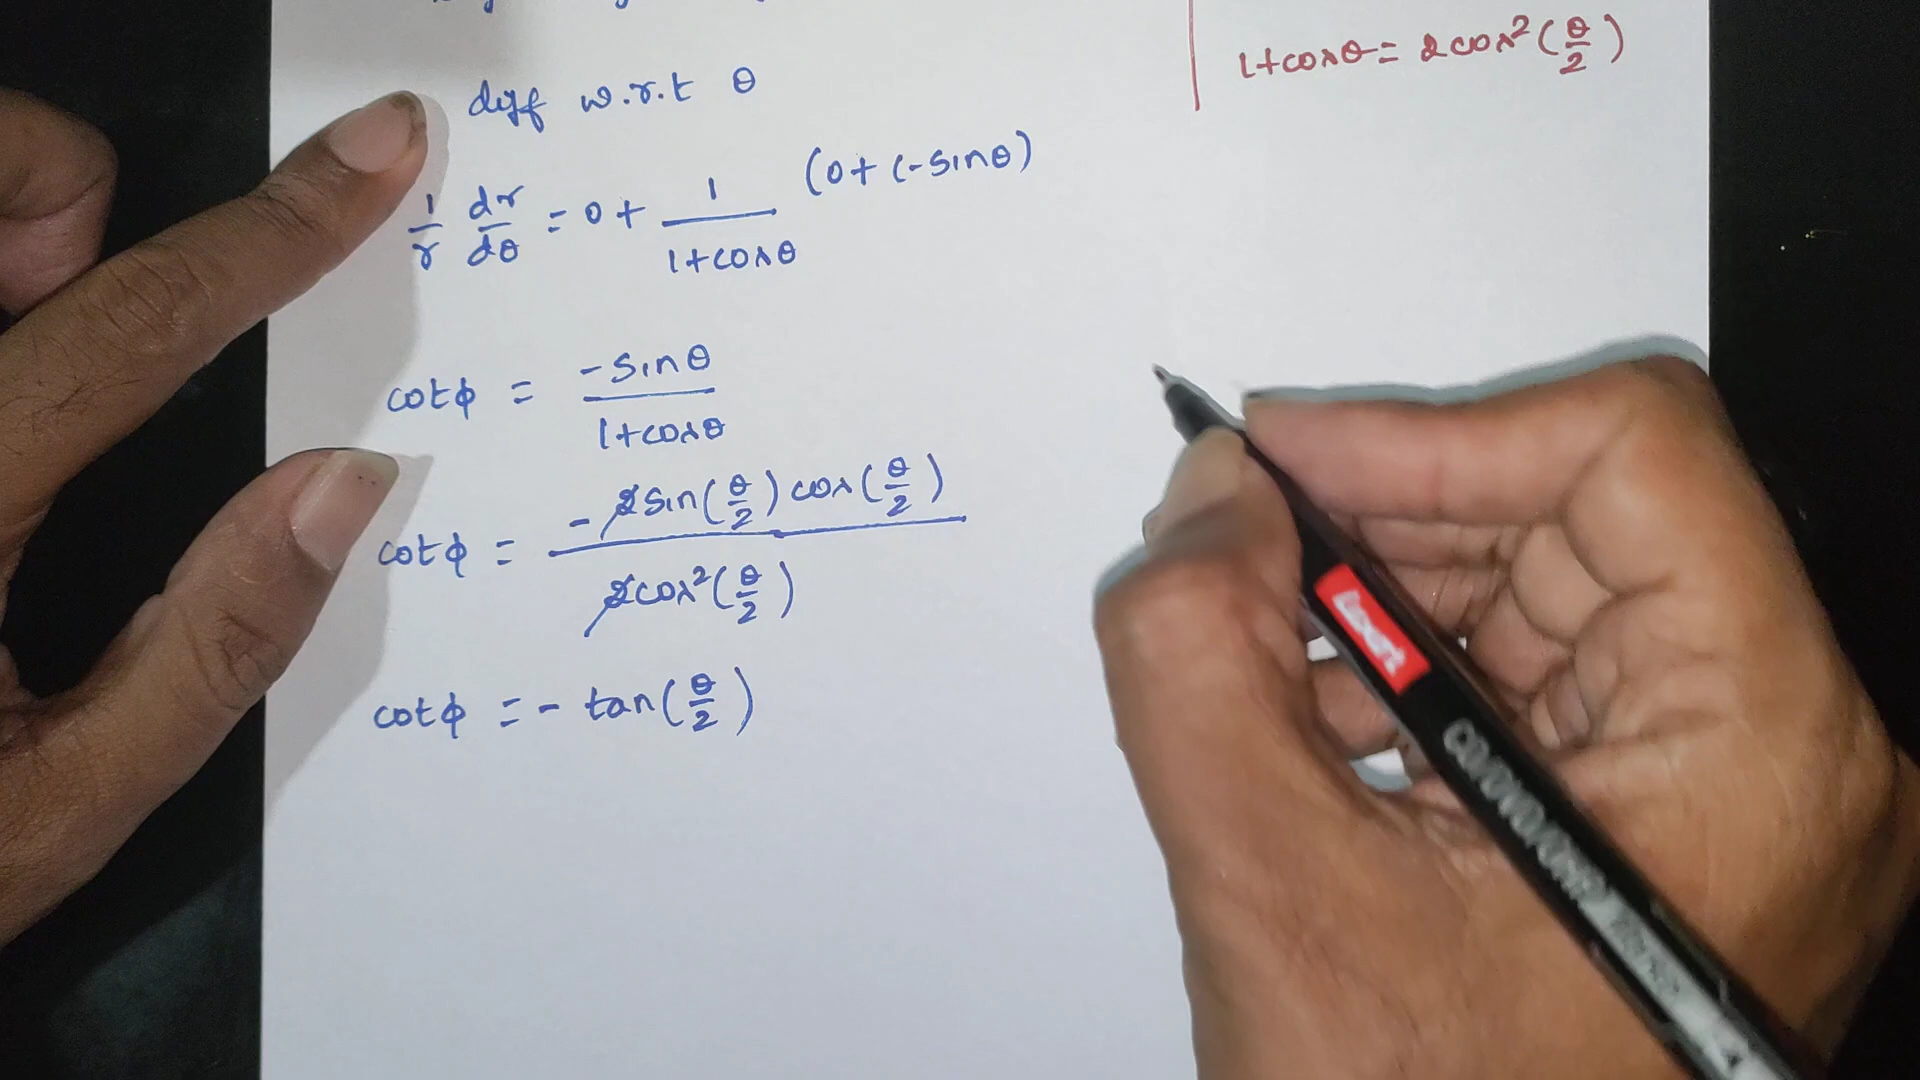 1+cosθ = 2cos²(θ/2)
diff w.r.t θ
1/r dr/dθ = 0 + 1/(1+cosθ) (0+(-sinθ)
cotφ = -sinθ/(1+cosθ)
cotφ = -2sin(θ/2)cos(θ/2)/2cos²(θ/2)
cotφ = -tan(θ/2)